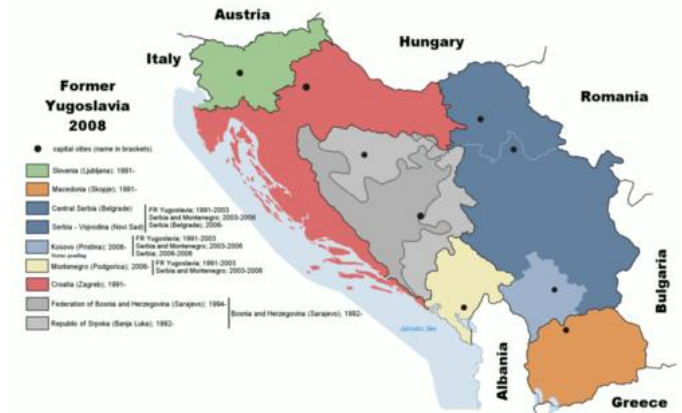 Austria
Hungary
Italy
Romania
Former
Yugoslavia
2008
capital cities (name in brackets)
Slovenia (Ljubljana); 1991-
Macedonia (Skopje); 1991-
Central Serbia (Belgrade)
Serbia - Vojvodina (Novi Sad)
FR Yugoslavia; 1991-2003
Serbia and Montenegro; 2003-2006
Serbia (Belgrade); 2006-
Kosovo (Pristina); 2008-
FR Yugoslavia; 1991-2003
Serbia and Montenegro; 2003-2006
Serbia; 2006-2008
Montenegro (Podgorica); 2006-
FR Yugoslavia; 1991-2003
Serbia and Montenegro; 2003-2006
Croatia (Zagreb); 1991-
Federation of Bosnia and Herzegovina (Sarajevo); 1994-
Republic of Srpska (Banja Luka); 1992-
Bosnia and Herzegovina (Sarajevo); 1992-
Adriatic Sea
Albania
Bulgaria
Greece